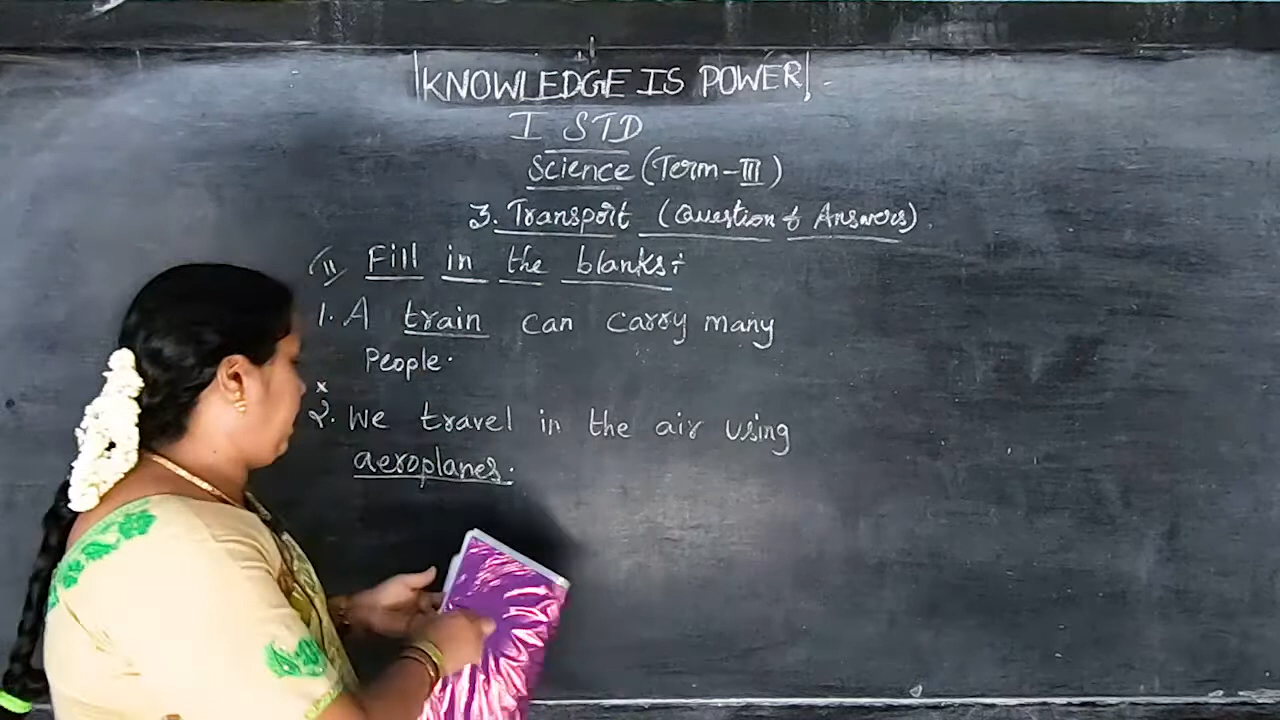 KNOWLEDGE IS POWER
I STD
Science (Term-III)
3. Transport (Question & Answers).
II) Fill in the blanks:
1. A train can carry many
People.
2. We travel in the air using
aeroplanes.